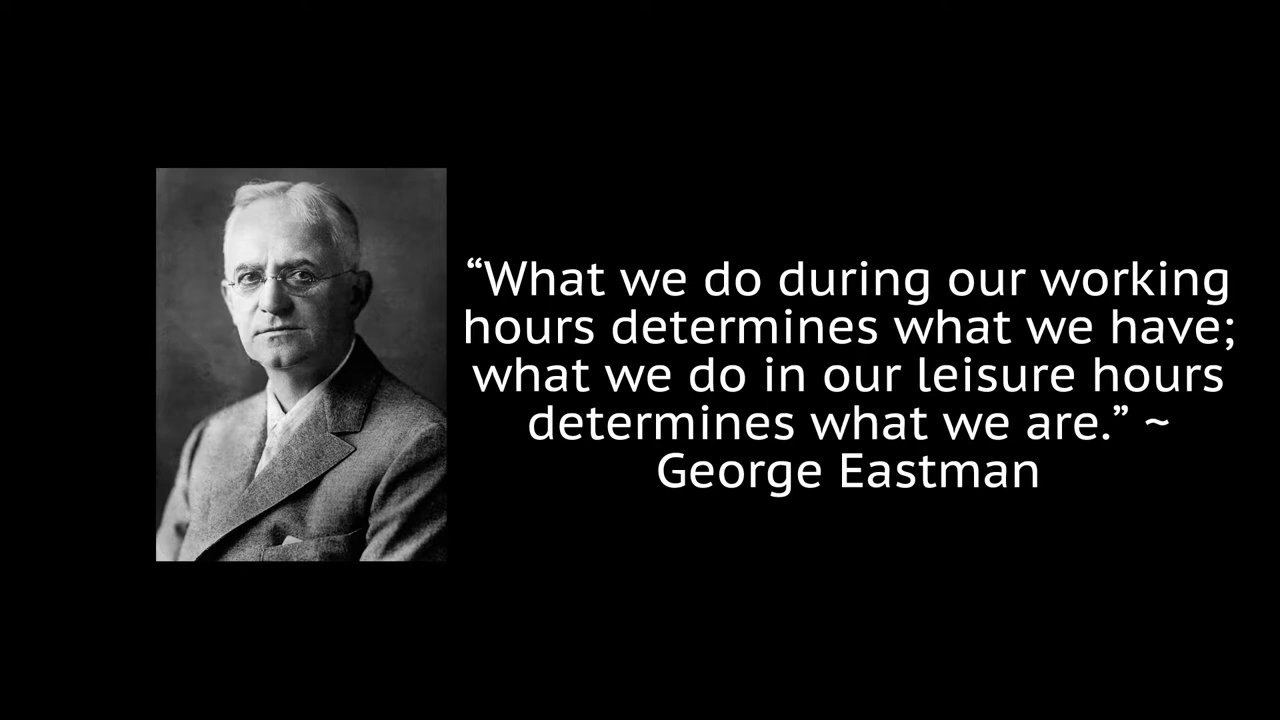 “What we do during our working
hours determines what we have;
what we do in our leisure hours
determines what we are.” ~
George Eastman